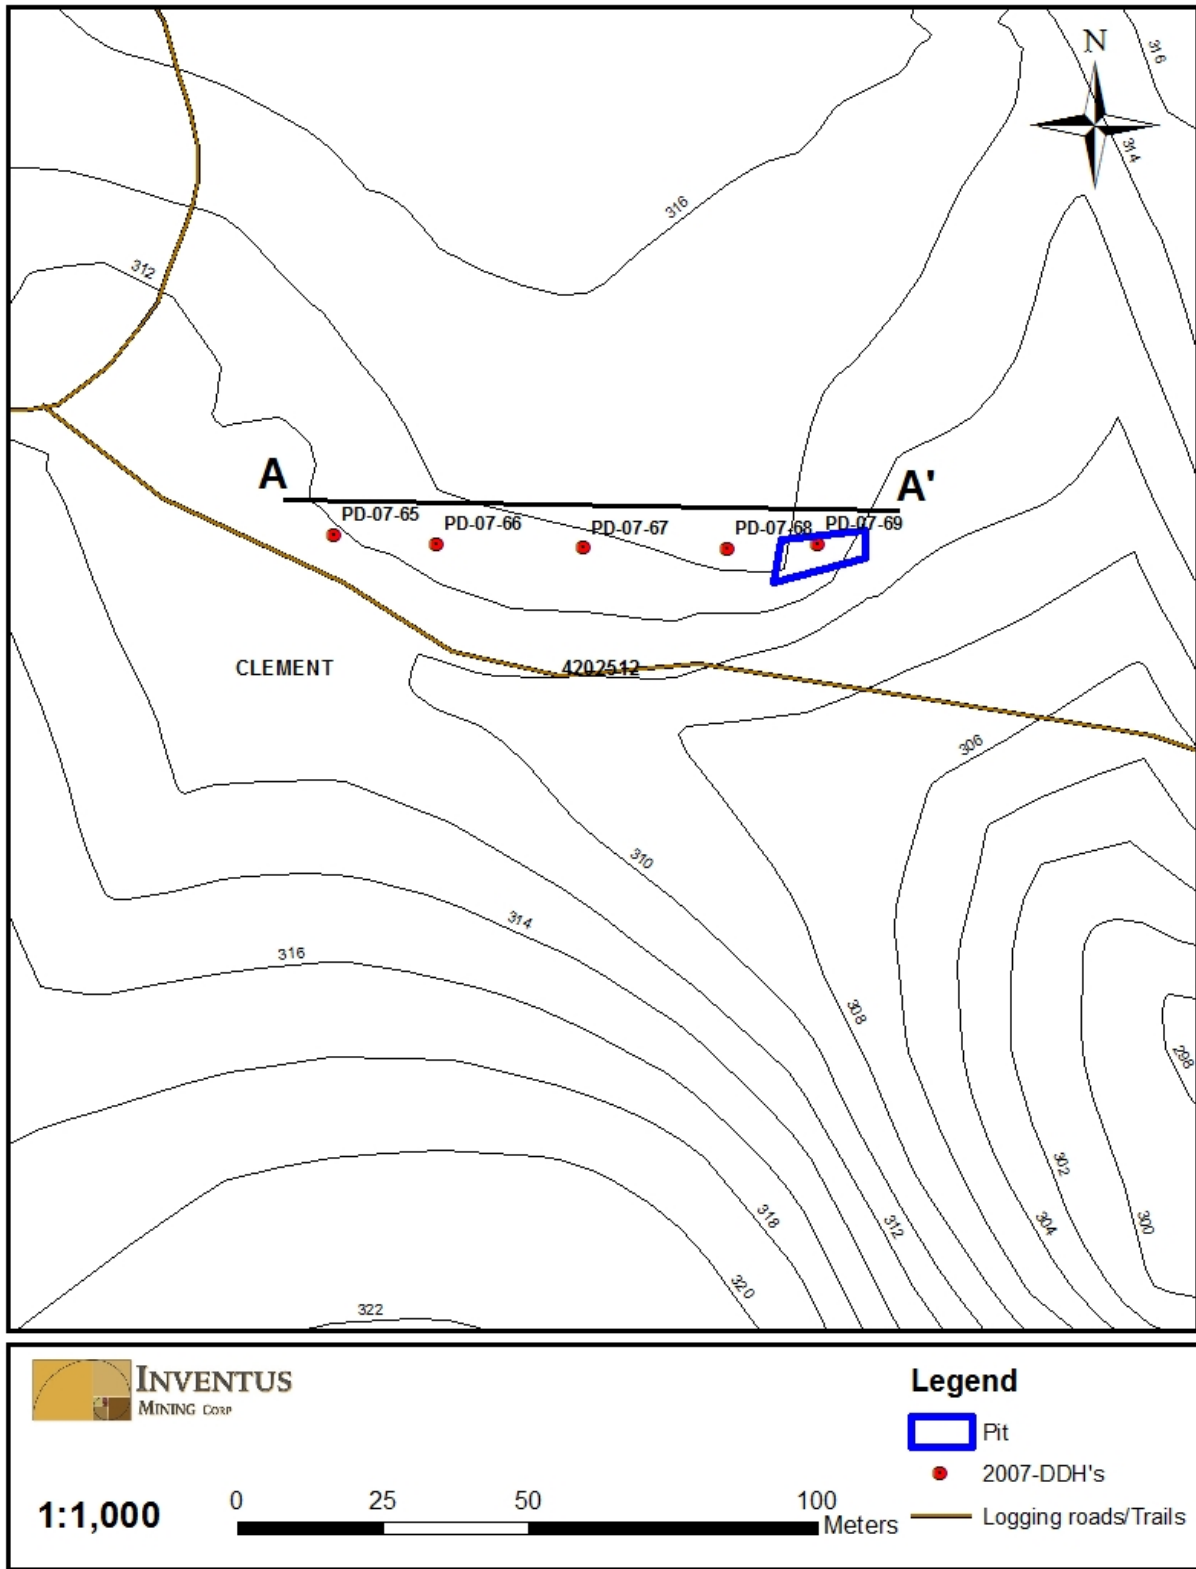 N
316
314
316
312
A
A'
PD-07-65
PD-07-66
PD-07-67
PD-07-68
PD-07-69
CLEMENT
4202512
306
310
314
316
308
298
302
300
304
312
318
320
322
INVENTUS
MINING CORP
Legend
Pit
2007-DDH's
Logging roads/Trails
1:1,000
0 25 50 100
Meters